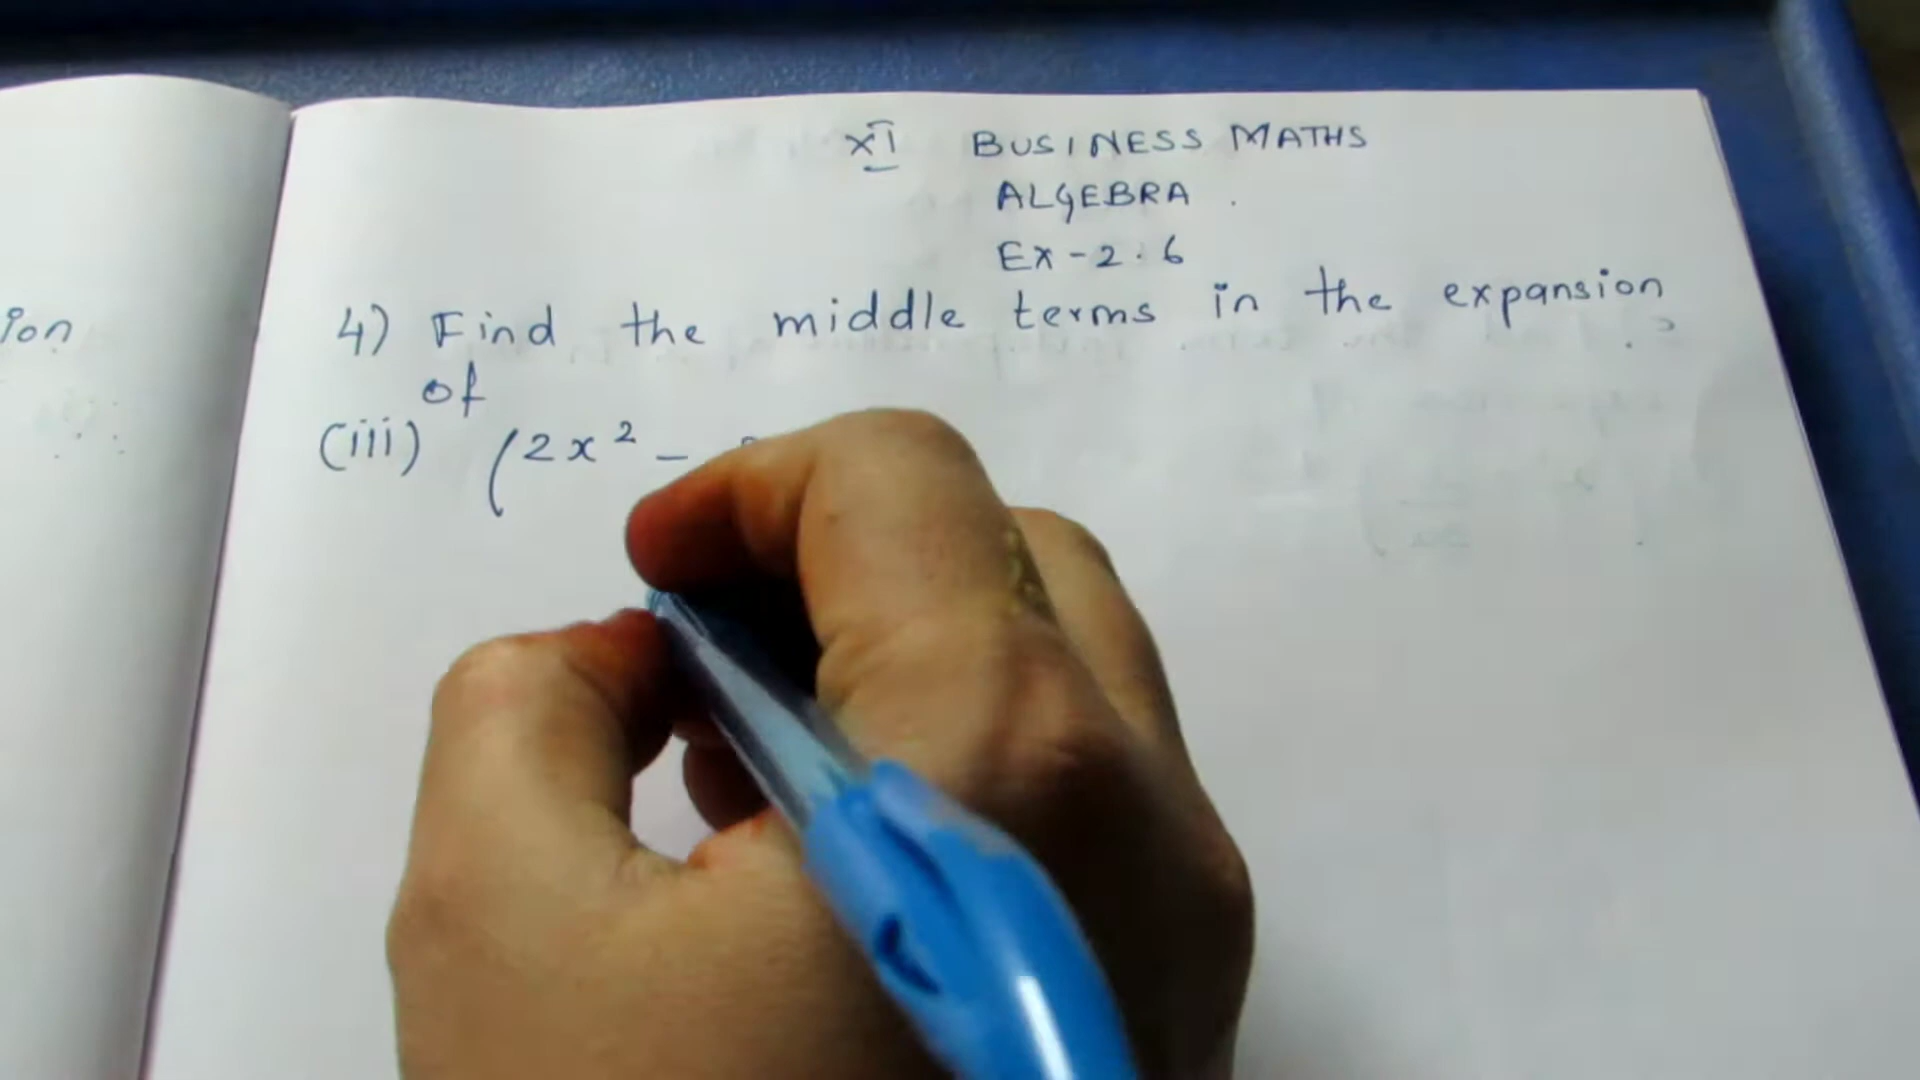 ion
XI BUSINESS MATHS
ALGEBRA.
Ex-2.6
4) Find the middle terms in the expansion
of
(iii) (2x² -